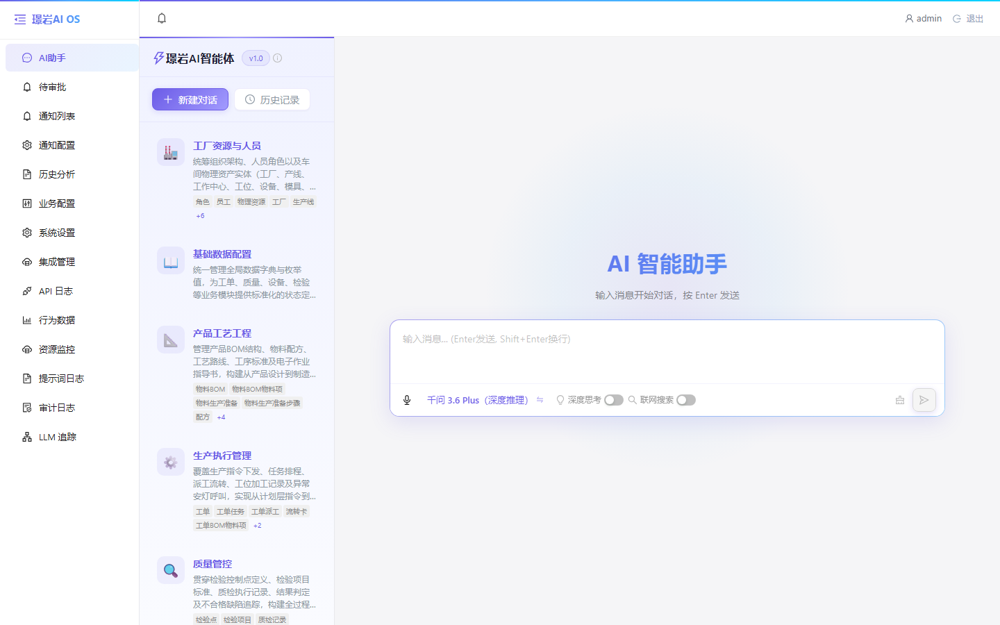 璟岩AI OS
admin
退出
AI助手
待审批
通知列表
通知配置
历史分析
业务配置
系统设置
集成管理
API 日志
行为数据
资源监控
提示词日志
审计日志
LLM 追踪
璟岩AI智能体
v1.0
新建对话
历史记录
工厂资源与人员
统筹组织架构、人员角色以及车
间物理资产实体（工厂、产线、
工作中心、工位、设备、模具、...
角色 员工 物理资源 工厂 生产线
+6
基础数据配置
统一管理全局数据字典与枚举
值，为工单、质量、设备、检验
等业务模块提供标准化的状态定...
产品工艺工程
管理产品BOM结构、物料配方、
工艺路线、工序标准及电子作业
指导书，构建从产品设计到制造...
物料BOM 物料BOM物料项
物料生产准备 物料生产准备步骤
配方 +4
生产执行管理
覆盖生产指令下发、任务排程、
派工流转、工位加工记录及异常
安灯呼叫，实现从计划层指令到...
工单 工单任务 工单派工 流转卡
工单BOM物料项 +2
质量管控
贯穿检验控制点定义、检验项目
标准、质检执行记录、结果判定
及不合格缺陷追踪，构建全过程...
检验点 检验项目 质检记录
AI 智能助手
输入消息开始对话，按 Enter 发送
输入消息... (Enter发送, Shift+Enter换行)
千问 3.6 Plus（深度推理） 深度思考 联网搜索